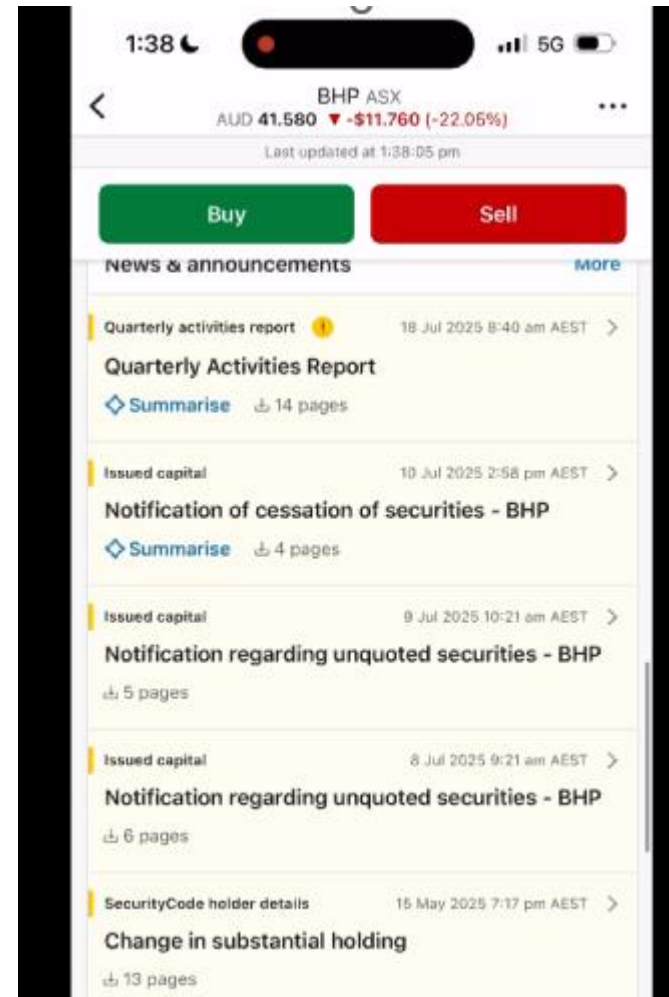 1:38
5G
BHP ASX
AUD 41.580 ▼ -$11.760 (-22.05%)
Last updated at 1:38:05 pm
Buy
Sell
News & announcements
More
Quarterly activities report
18 Jul 2025 8:40 am AEST
Quarterly Activities Report
Summarise
14 pages
Issued capital
10 Jul 2025 2:58 pm AEST
Notification of cessation of securities - BHP
Summarise
4 pages
Issued capital
9 Jul 2025 10:21 am AEST
Notification regarding unquoted securities - BHP
5 pages
Issued capital
8 Jul 2025 9:21 am AEST
Notification regarding unquoted securities - BHP
6 pages
SecurityCode holder details
15 May 2025 7:17 pm AEST
Change in substantial holding
13 pages